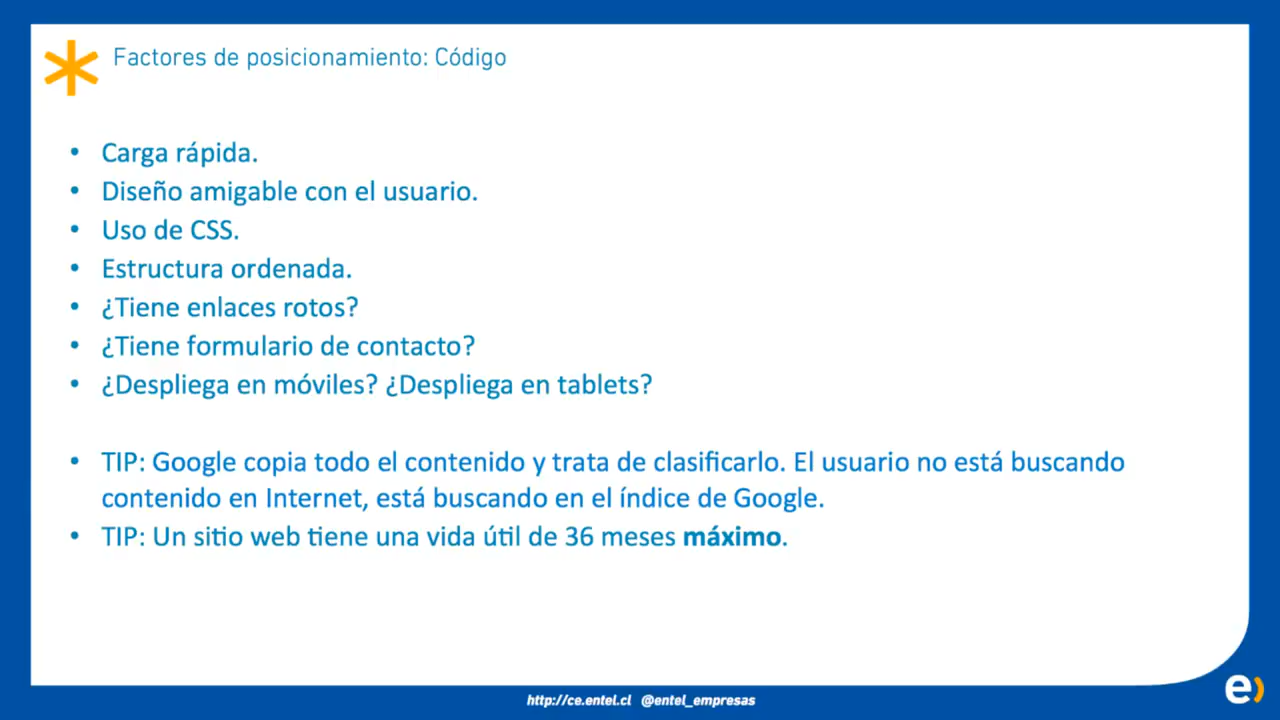 Factores de posicionamiento: Código
• Carga rápida.
• Diseño amigable con el usuario.
• Uso de CSS.
• Estructura ordenada.
• ¿Tiene enlaces rotos?
• ¿Tiene formulario de contacto?
• ¿Despliega en móviles? ¿Despliega en tablets?
• TIP: Google copia todo el contenido y trata de clasificarlo. El usuario no está buscando
contenido en Internet, está buscando en el índice de Google.
• TIP: Un sitio web tiene una vida útil de 36 meses máximo.
http://ce.entel.cl @entel_empresas
e)